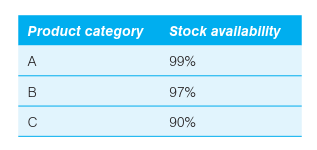 Product category Stock availability
A 99%
B 97%
C 90%